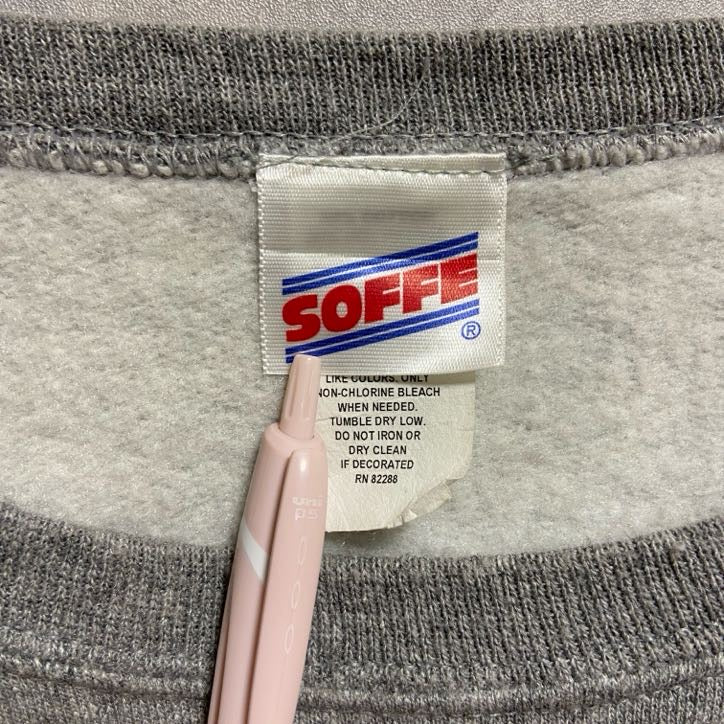 SOFFE
®
LIKE COLORS. ONLY
NON-CHLORINE BLEACH
WHEN NEEDED.
TUMBLE DRY LOW.
DO NOT IRON OR
DRY CLEAN
IF DECORATED
RN 82288
uni